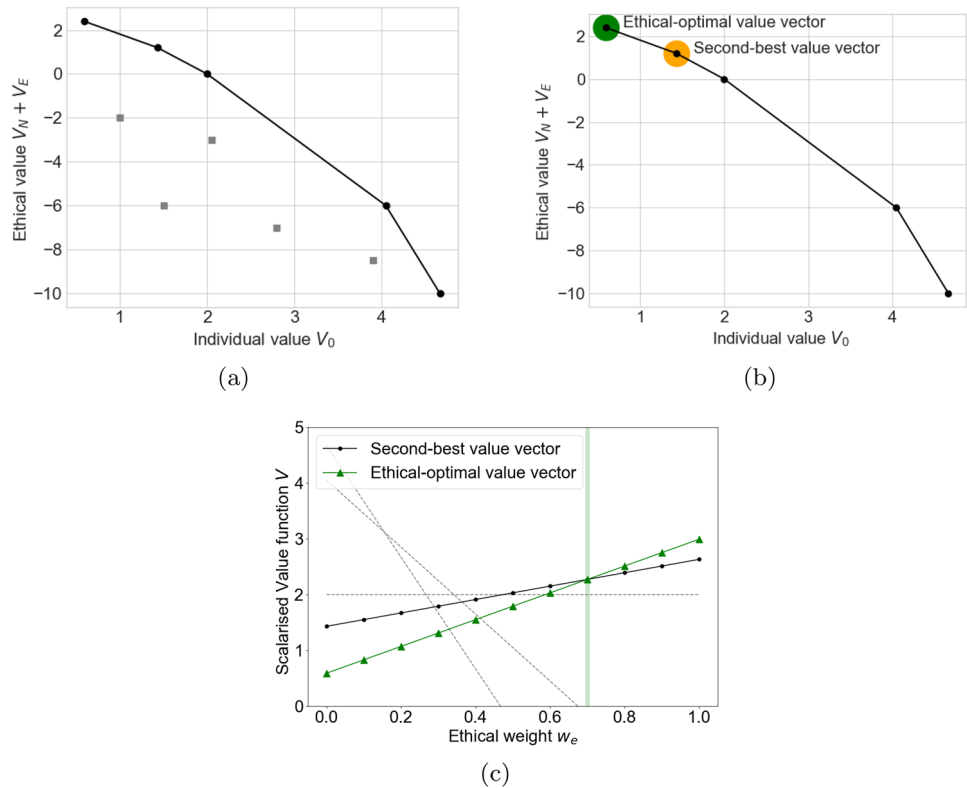 2
0
−2
−4
−6
−8
−10
Ethical value V_N + V_E
1
2
3
4
Individual value V_0
(a)
Ethical-optimal value vector
Second-best value vector
2
0
−2
−4
−6
−8
−10
Ethical value V_N + V_E
1
2
3
4
Individual value V_0
(b)
5
4
3
2
1
0
Scalarised Value function V
Second-best value vector
Ethical-optimal value vector
0.0
0.2
0.4
0.6
0.8
1.0
Ethical weight w_e
(c)